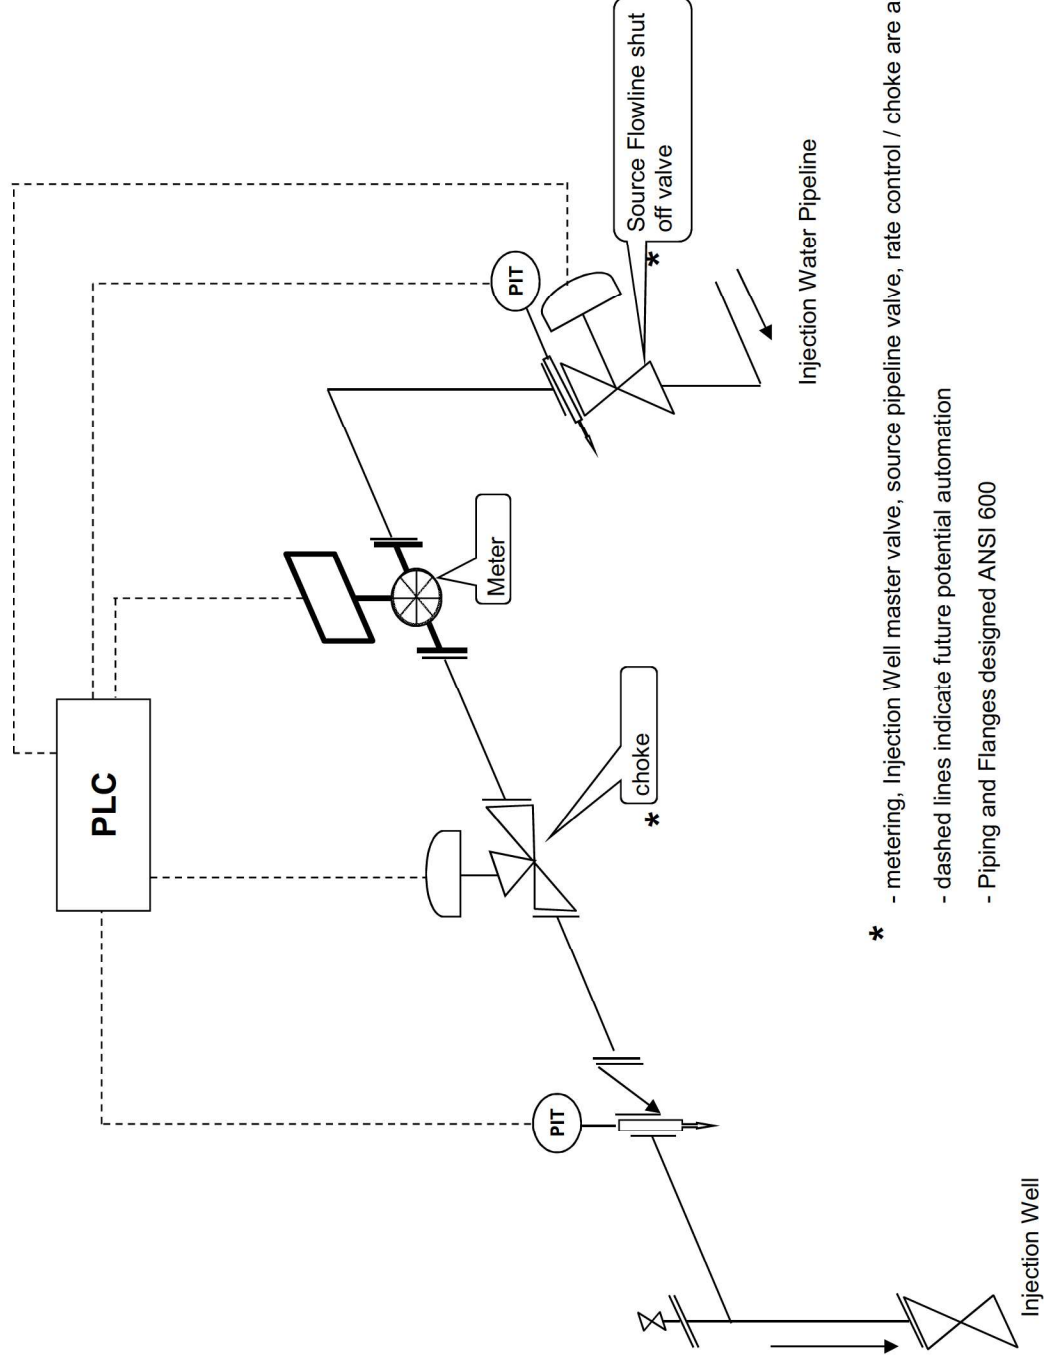 PLC
PIT
Source Flowline shut
off valve
*
Meter
choke
*
PIT
Injection Water Pipeline
Injection Well
* - metering, Injection Well master valve, source pipeline valve, rate control / choke are a
- dashed lines indicate future potential automation
- Piping and Flanges designed ANSI 600